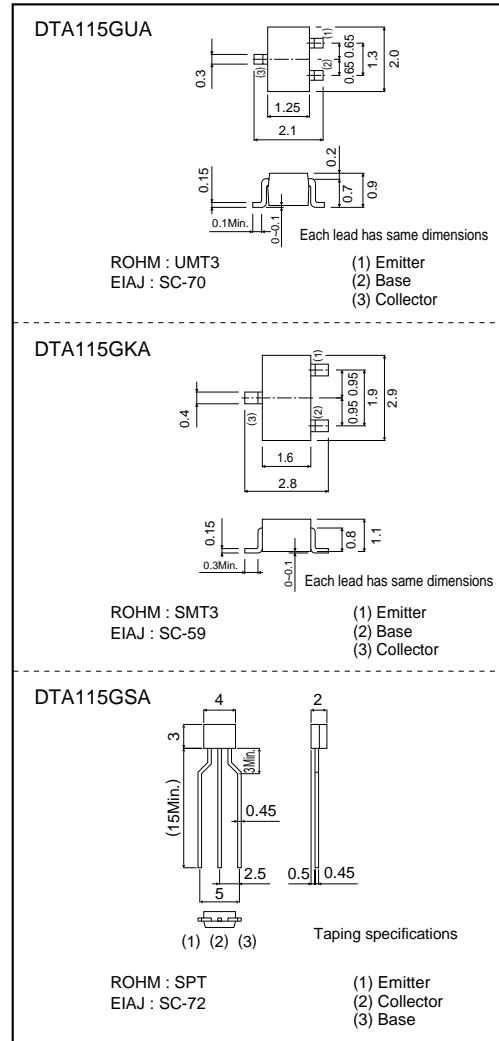 DTA115GUA
(1)
0.3
(3)
(2)
0.65 0.65
1.3
2.0
1.25
2.1
0.2
0.15
0.7
0.9
0.1Min.
0~0.1
Each lead has same dimensions
ROHM : UMT3
EIAJ : SC-70
(1) Emitter
(2) Base
(3) Collector
DTA115GKA
(1)
0.4
(3)
(2)
0.95 0.95
1.9
2.9
1.6
2.8
0.15
0.8
1.1
0.3Min.
0~0.1
Each lead has same dimensions
ROHM : SMT3
EIAJ : SC-59
(1) Emitter
(2) Base
(3) Collector
DTA115GSA
4
2
3
3Min.
(15Min.)
0.45
2.5
0.5
0.45
5
(1) (2) (3)
Taping specifications
ROHM : SPT
EIAJ : SC-72
(1) Emitter
(2) Collector
(3) Base